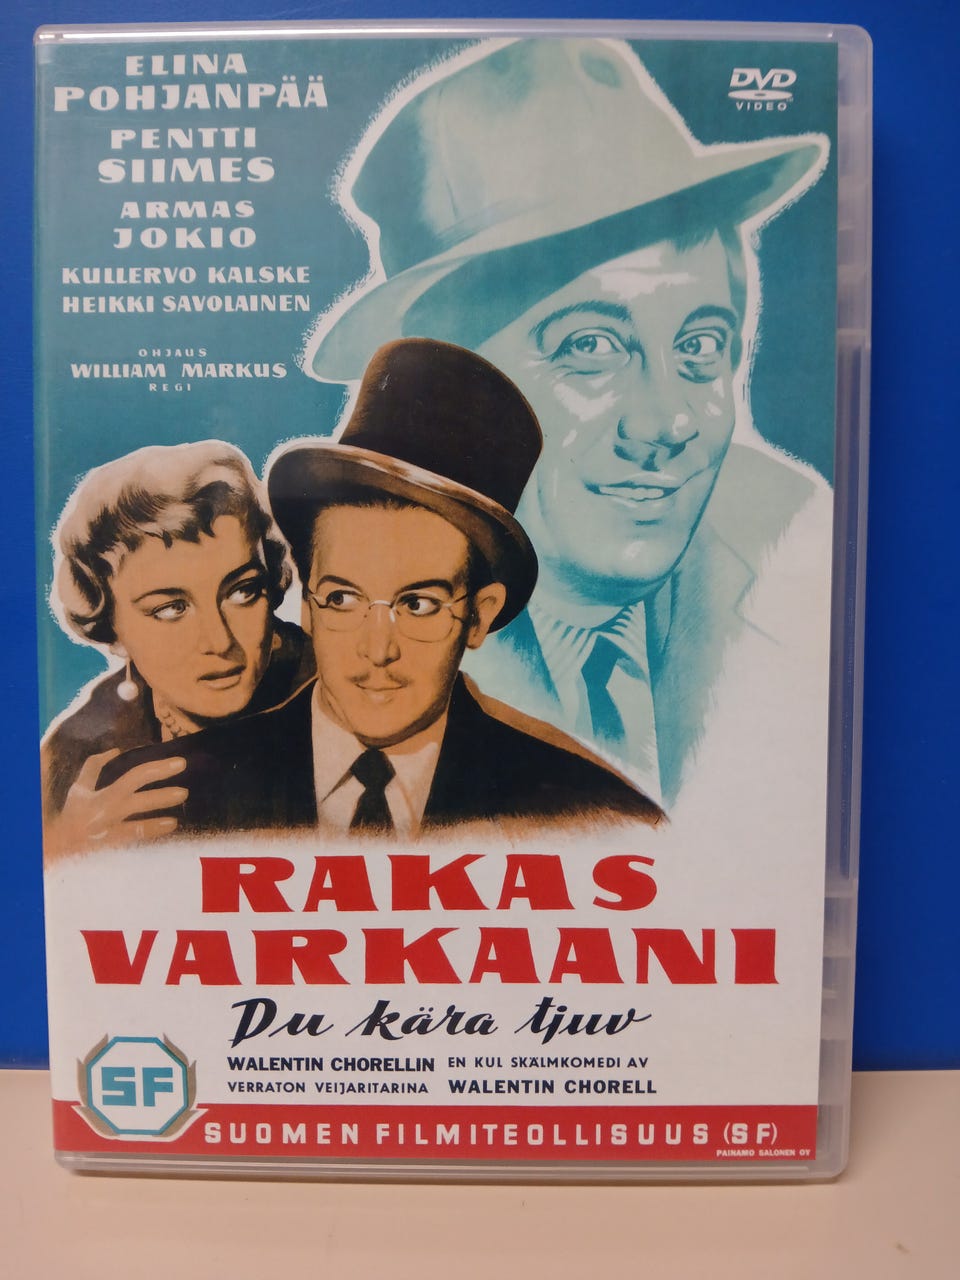 ELINA
POHJANPÄÄ
PENTTI
SIIMES
ARMAS
JOKIO
KULLERVO KALSKE
HEIKKI SAVOLAINEN
OHJAUS
WILLIAM MARKUS
REGI
DVD
VIDEO
RAKAS
VARKAANI
Du kära tjuv
WALENTIN CHORELLIN
VERRATON VEIJARITARINA
EN KUL SKÄLMKOMEDI AV
WALENTIN CHORELL
SF
SUOMEN FILMITEOLLISUUS (SF)
PAINAMO SALONEN OY